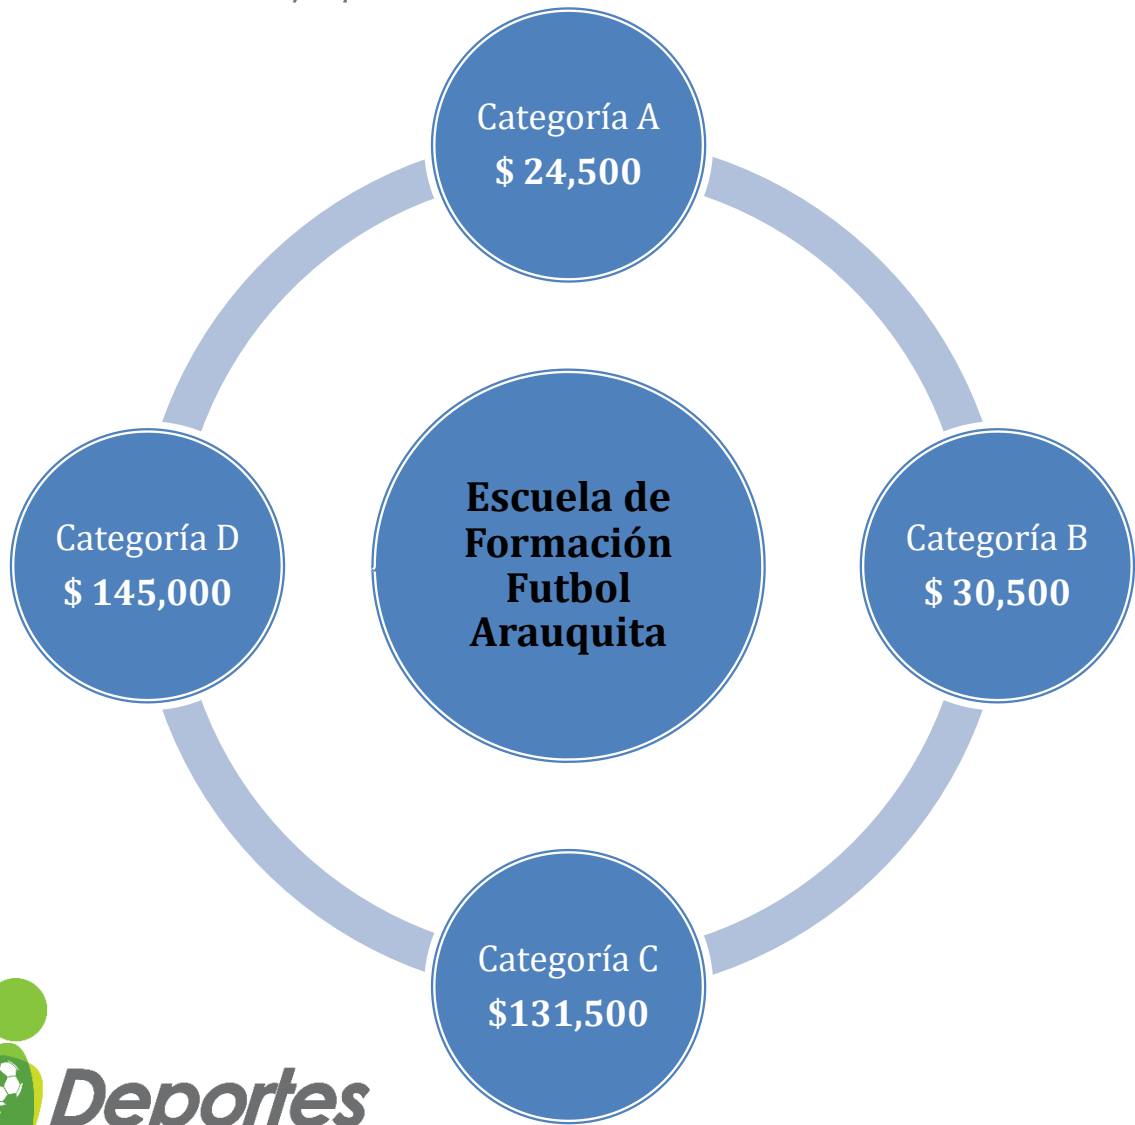 Categoría A
$ 24,500
Categoría D
$ 145,000
Escuela de
Formación
Futbol
Arauquita
Categoría B
$ 30,500
Categoría C
$131,500
Deportes